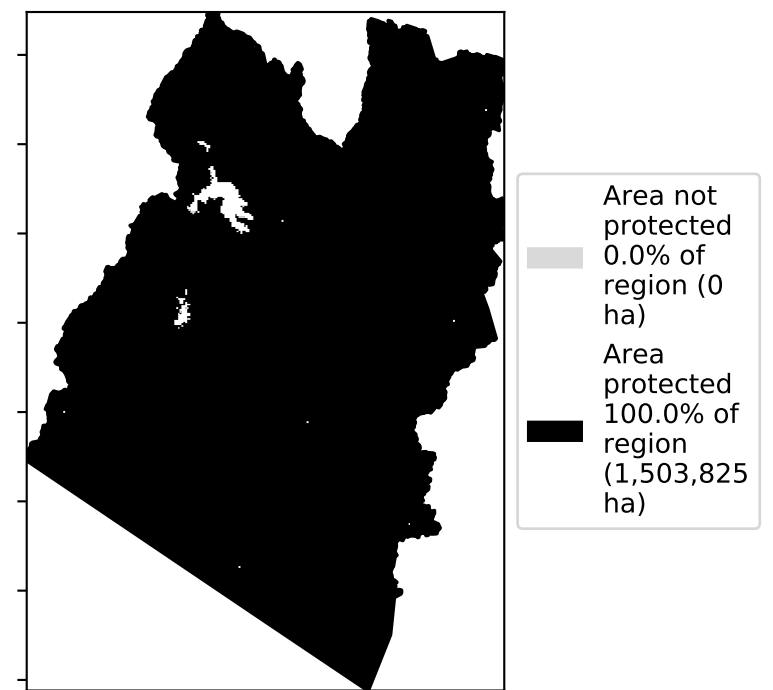 Area not
protected
0.0% of
region (0
ha)
Area
protected
100.0% of
region
(1,503,825
ha)